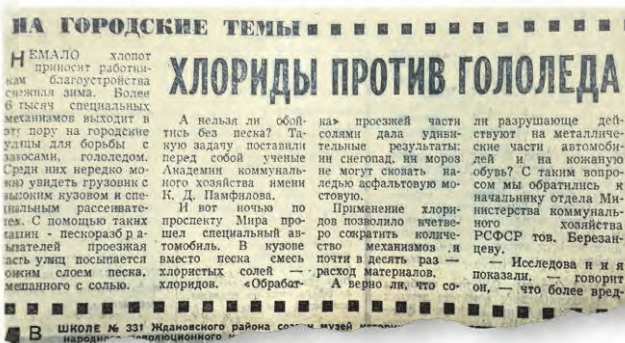 НА ГОРОДСКИЕ ТЕМЫ
ХЛОРИДЫ ПРОТИВ ГОЛОЛЕДА
НЕМАЛО хлопот
приносит работни-
кам благоустройства
снежная зима. Более
6 тысяч специальных
механизмов выходит в
эту пору на городские
улицы для борьбы с
заносами, гололедом.
Среди них нередко мо-
жно увидеть грузовик с
высоким кузовом и спе-
циальным рассеивате-
лем. С помощью таких
машин - пескоразбра-
сывателей проезжая
часть улиц посыпается
тонким слоем песка,
смешанного с солью.
А нельзя ли обой-
тись без песка? Та-
кую задачу поставили
перед собой ученые
Академии коммуналь-
ного хозяйства имени
К. Д. Памфилова.
И вот ночью по
проспекту Мира про-
шел специальный ав-
томобиль. В кузове
вместо песка смесь
хлористых солей —
хлоридов. «Обработ-
ка» проезжей части
солями дала удиви-
тельные результаты:
ни снегопад, ни мороз
не могут сковать на-
ледью асфальтовую мо-
стовую.
Применение хлори-
дов позволило вчетве-
ро сократить количе-
ство механизмов и
почти в десять раз —
расход материалов.
А верно ли, что со-
ли разрушающе дей-
ствуют на металличе-
ские части автомоби-
лей и на кожаную
обувь? С таким вопро-
сом мы обратились к
начальнику отдела Ми-
нистерства коммуналь-
ного хозяйства
РСФСР тов. Березан-
цеву.
— Исследования
показали, — говорит
он, — что более вред-
В ШКОЛЕ № 331 Ждановского района музей